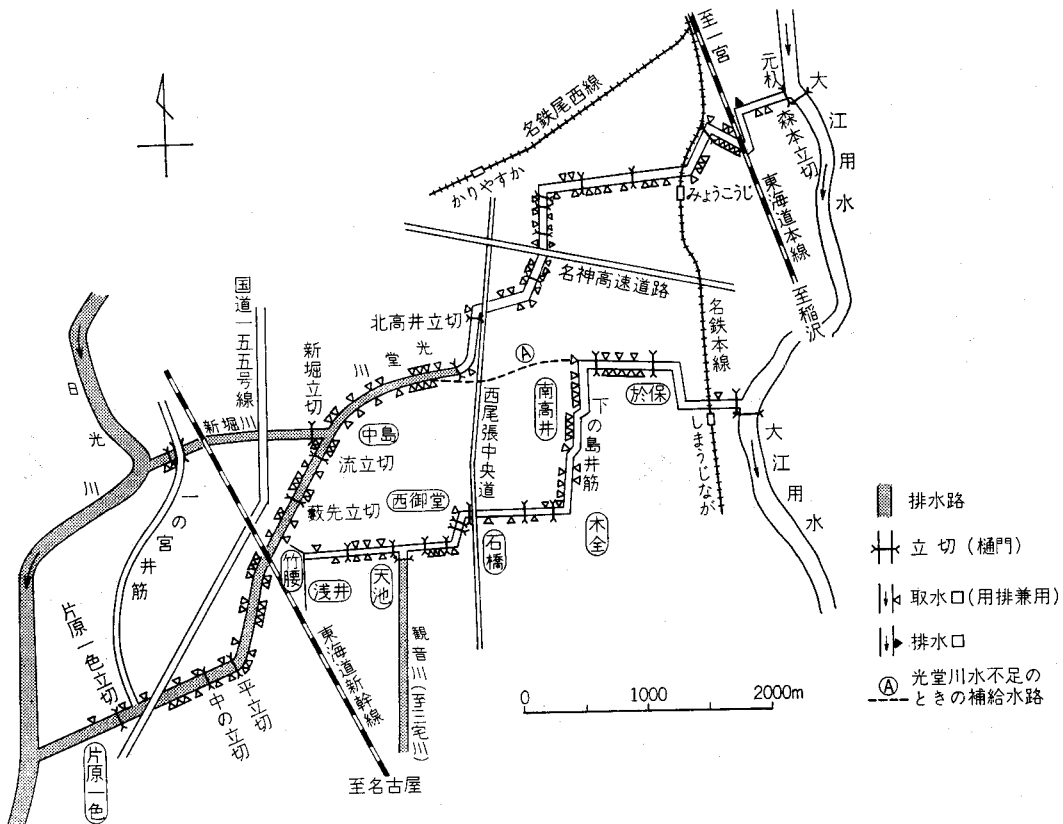 至一宮
名鉄尾西線
かりやすか
元杁
森本立切
大江用水
みょうこうじ
東海道本線
至稲沢
名神高速道路
国道一五五号線
北高井立切
新堀立切
光堂川
Ⓐ
名鉄本線
日光川
新堀川
中島
流立切
西尾張中央道
南高井
下の島井筋
於保
しまうじなが
大江用水
一の宮井筋
藪先立切
西御堂
石橋
木全
竹腰
浅井
天池
片原一色立切
観音川(至三宅川)
東海道新幹線
平立切
中の立切
片原一色
至名古屋
0 1000 2000m
排水路
立切(樋門)
取水口(用排兼用)
排水口
Ⓐ 光堂川水不足の
ときの補給水路